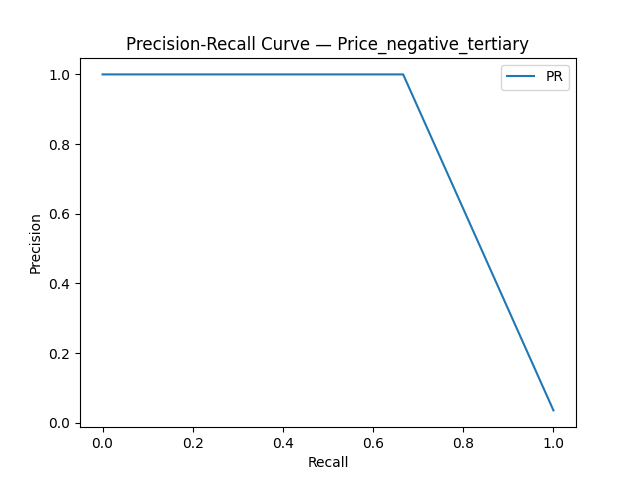 Precision-Recall Curve — Price_negative_tertiary
PR
1.0
0.8
0.6
0.4
0.2
0.0
Precision
0.0 0.2 0.4 0.6 0.8 1.0
Recall